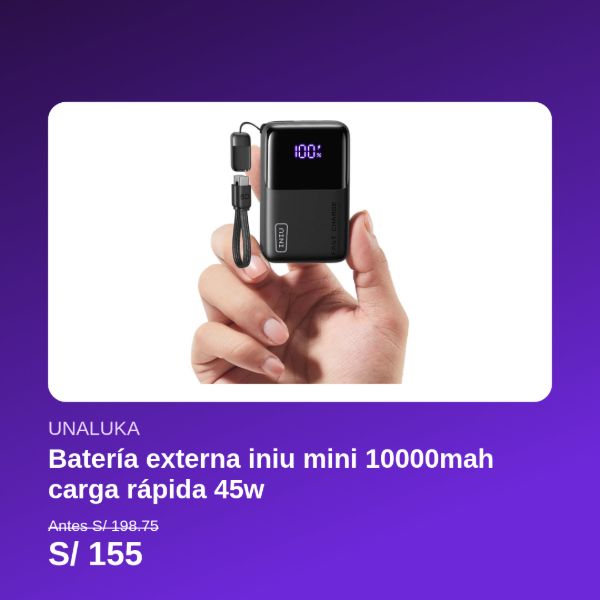 100%
INIU
FAST CHARGE
UNALUKA
Batería externa iniu mini 10000mah
carga rápida 45w
Antes S/ 198.75
S/ 155